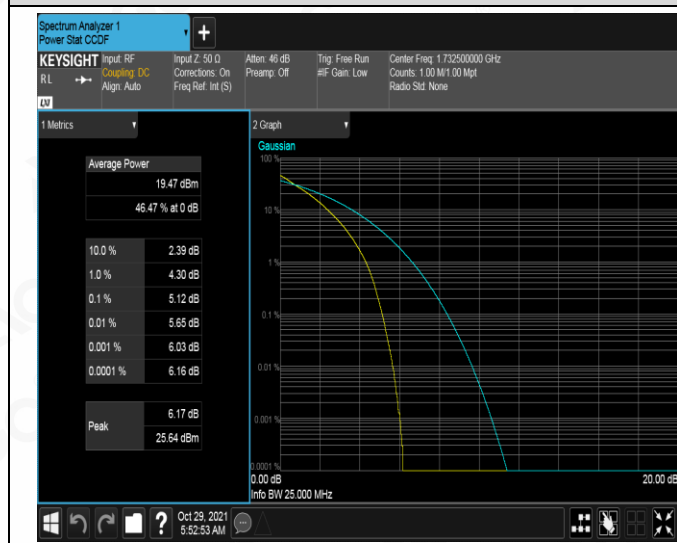 Spectrum Analyzer 1
Power Stat CCDF
+
KEYSIGHT
RL
LXI
Input: RF
Coupling: DC
Align: Auto
Input Z: 50 Ω
Corrections: On
Freq Ref: Int (S)
Atten: 46 dB
Preamp: Off
Trig: Free Run
#IF Gain: Low
Center Freq: 1.732500000 GHz
Counts: 1.00 M/1.00 Mpt
Radio Std: None
1 Metrics
Average Power
19.47 dBm
46.47 % at 0 dB
10.0 % 2.39 dB
1.0 % 4.30 dB
0.1 % 5.12 dB
0.01 % 5.65 dB
0.001 % 6.03 dB
0.0001 % 6.16 dB
Peak
6.17 dB
25.64 dBm
2 Graph
Gaussian
100 %
10 %
1 %
0.1 %
0.01 %
0.001 %
0.0001 %
0.00 dB 20.00 dB
Info BW 25.000 MHz
?
Oct 29, 2021
5:52:53 AM